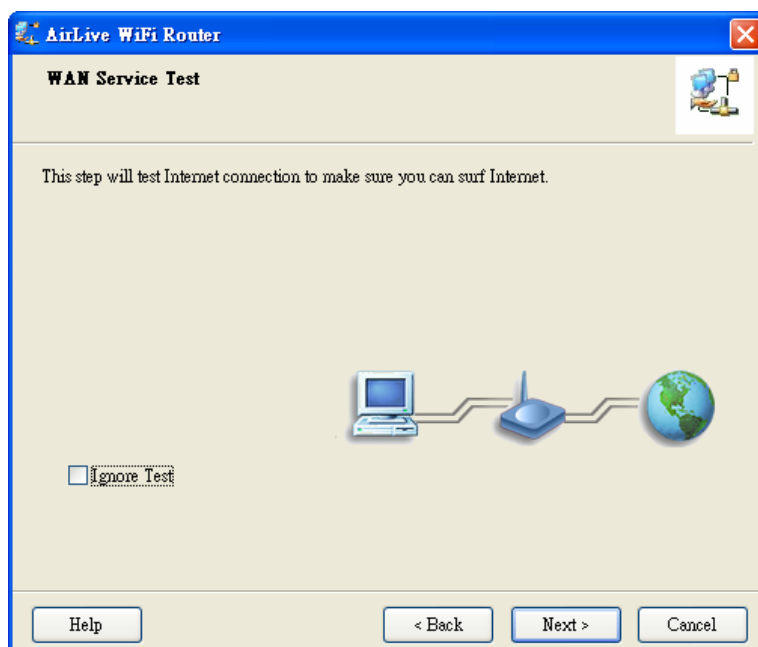 AirLive WiFi Router
WAN Service Test
This step will test Internet connection to make sure you can surf Internet.
Ignore Test
Help
< Back
Next >
Cancel